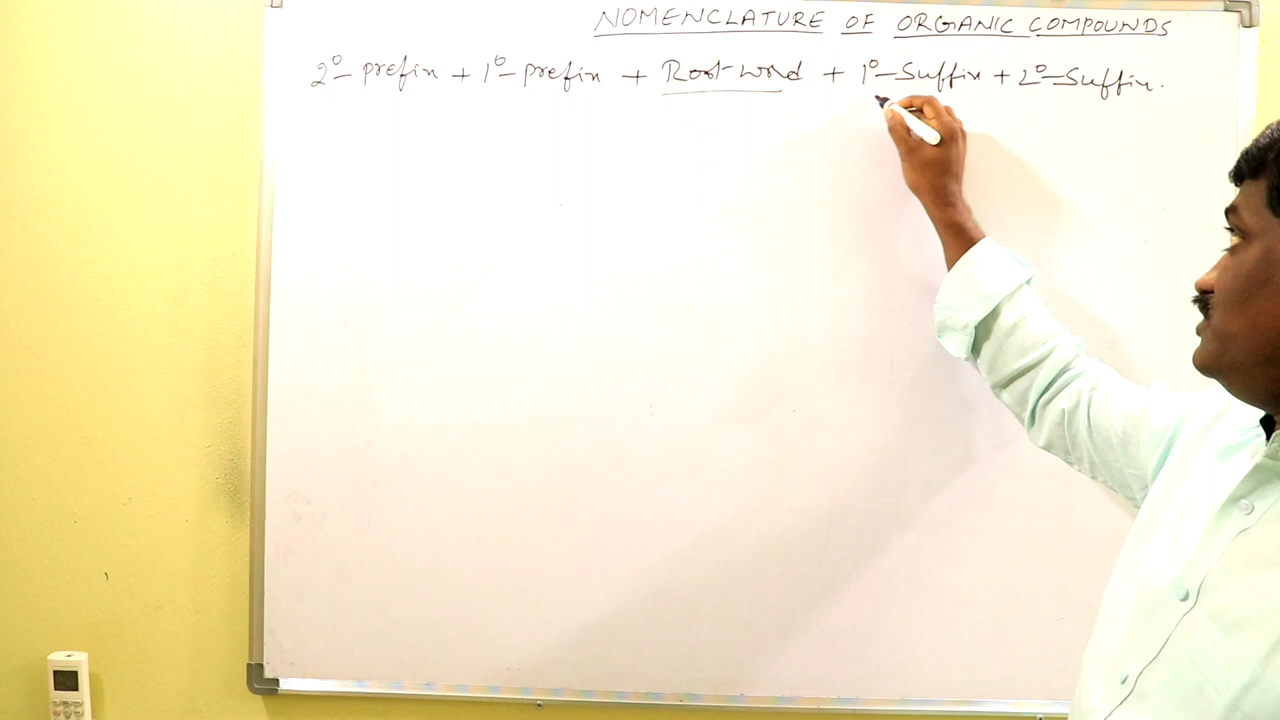 NOMENCLATURE OF ORGANIC COMPOUNDS
2°- prefix + 1°- prefix + Root-word + 1°-Suffix + 2°-Suffix.